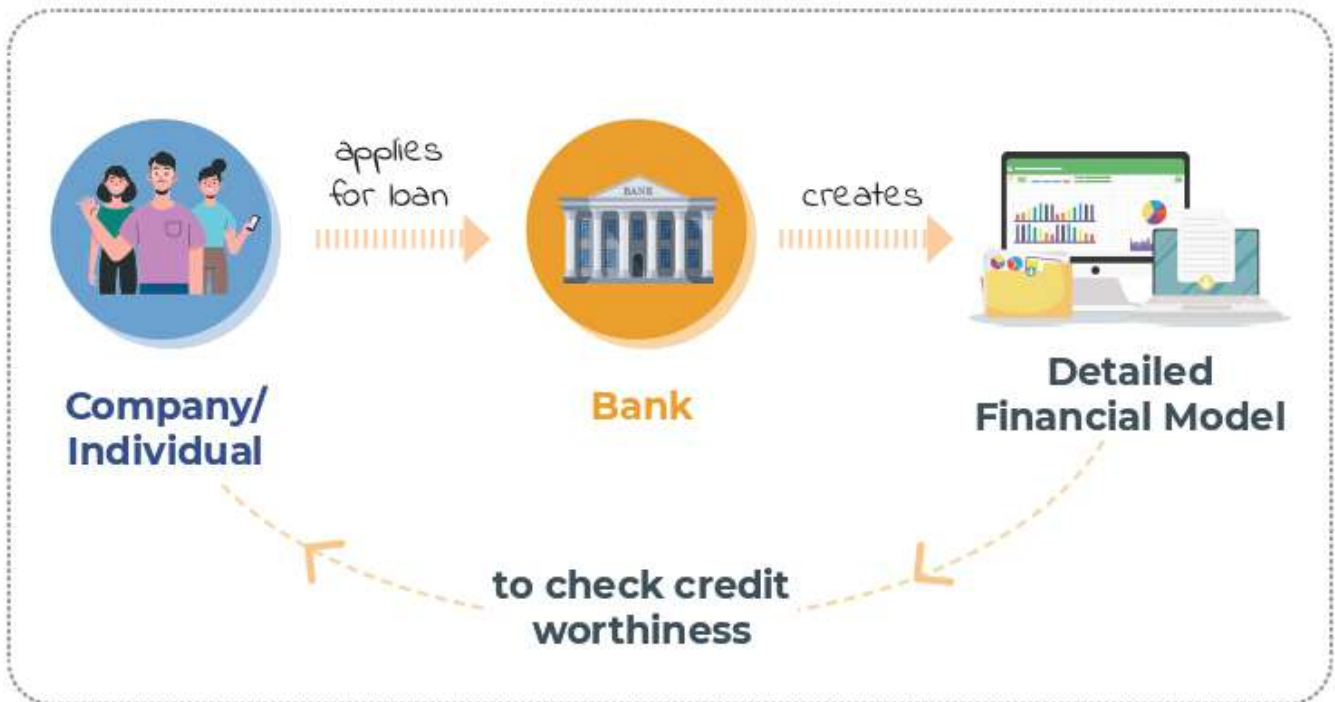 applies
for loan
BANK
creates
Company/
Individual
Bank
Detailed
Financial Model
to check credit
worthiness